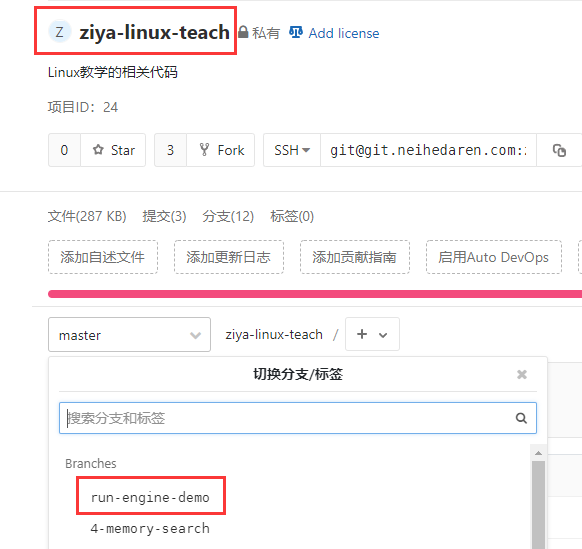 Z ziya-linux-teach 私有 Add license
Linux教学的相关代码
项目ID: 24
0 Star 3 Fork SSH git@git.neihedaren.com:
文件(287 KB) 提交(3) 分支(12) 标签(0)
添加自述文件 添加更新日志 添加贡献指南 启用Auto DevOps
master ziya-linux-teach / +
切换分支/标签
搜索分支和标签
Branches
run-engine-demo
4-memory-search